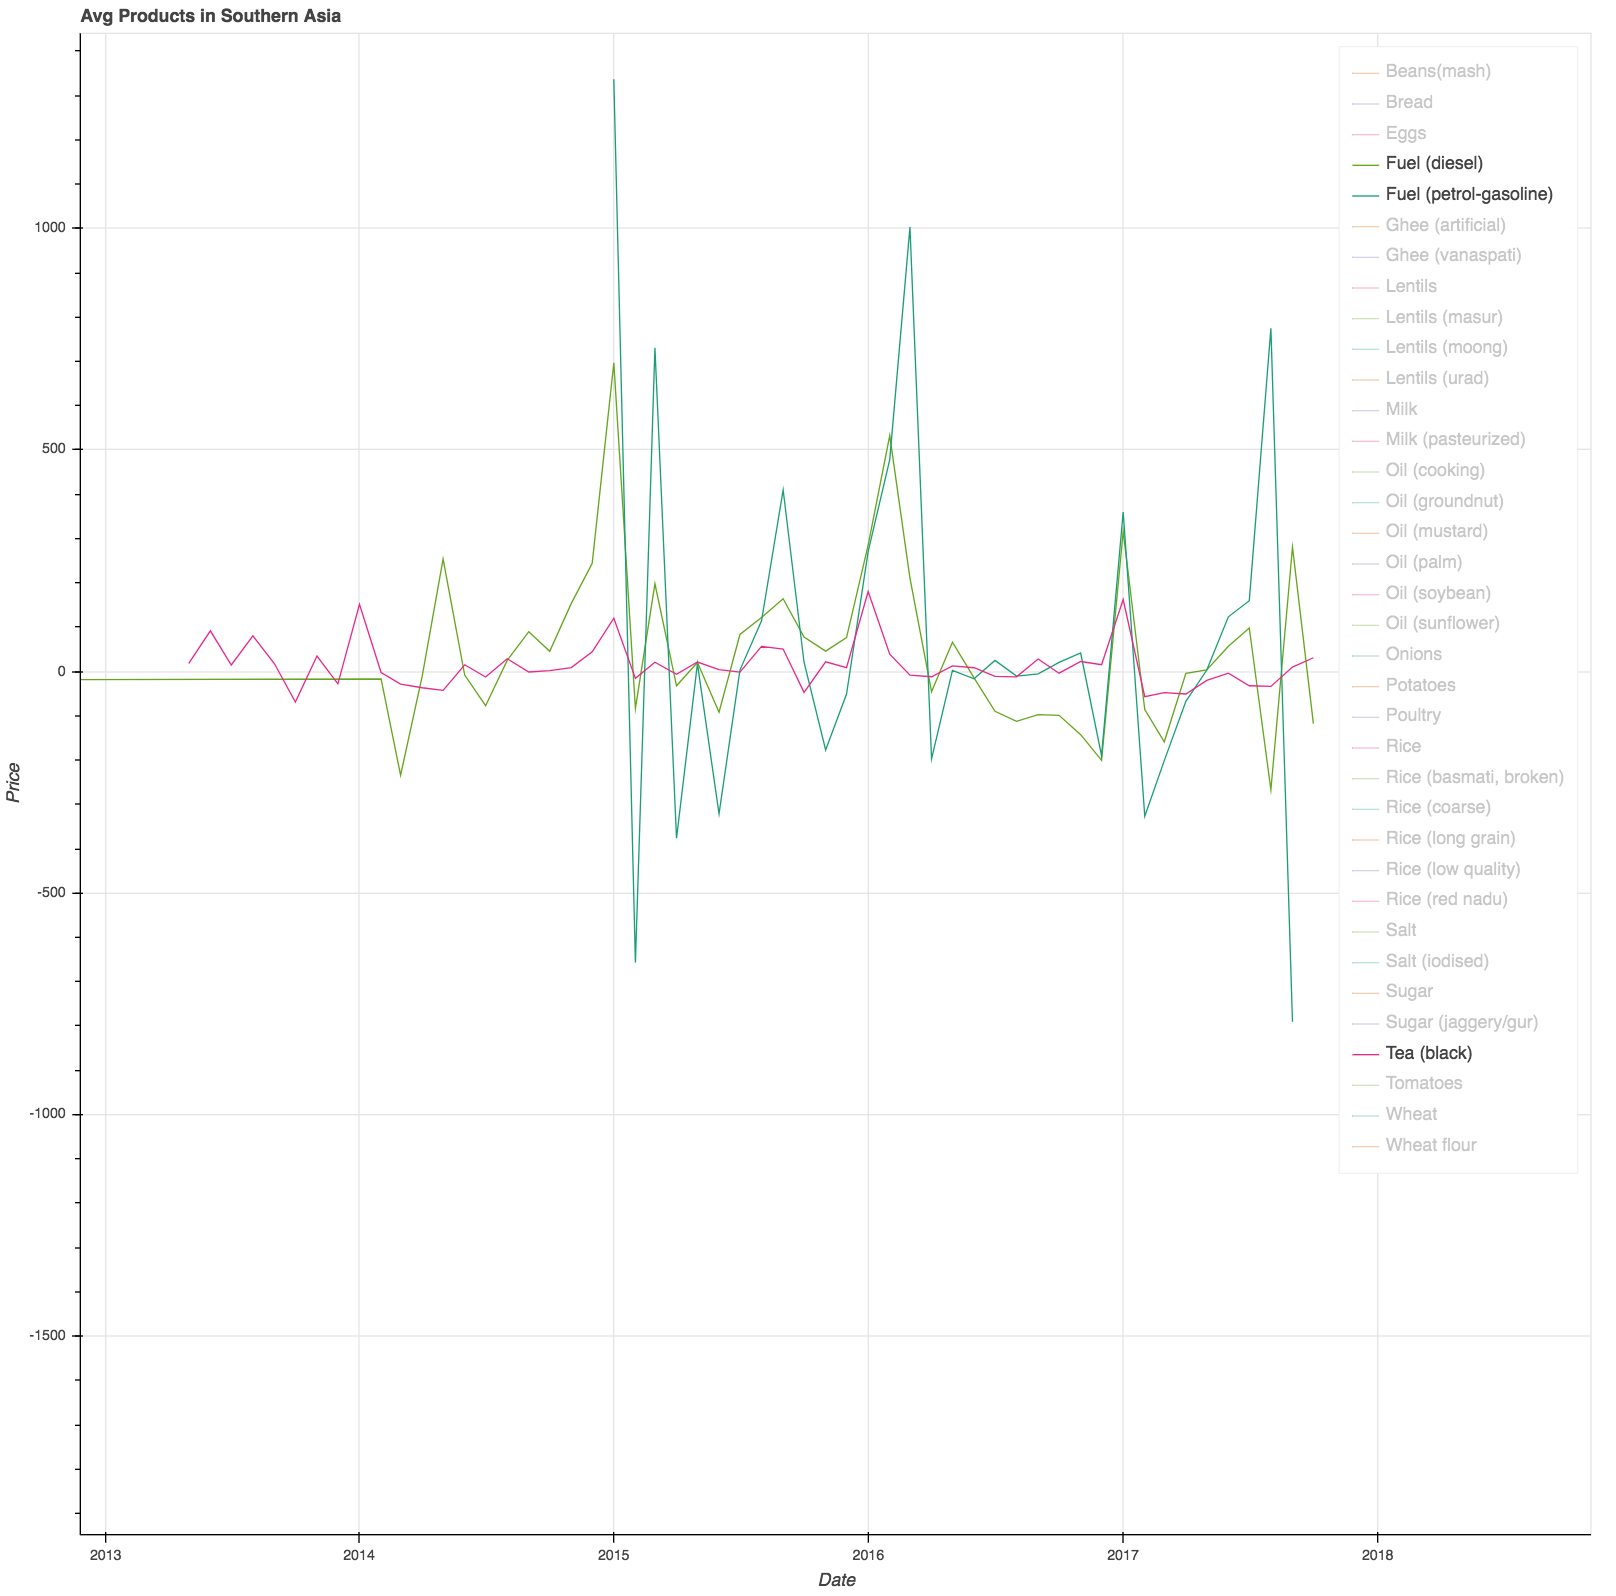 Avg Products in Southern Asia
Beans(mash)
Bread
Eggs
Fuel (diesel)
Fuel (petrol-gasoline)
Ghee (artificial)
Ghee (vanaspati)
Lentils
Lentils (masur)
Lentils (moong)
Lentils (urad)
Milk
Milk (pasteurized)
Oil (cooking)
Oil (groundnut)
Oil (mustard)
Oil (palm)
Oil (soybean)
Oil (sunflower)
Onions
Potatoes
Poultry
Rice
Rice (basmati, broken)
Rice (coarse)
Rice (long grain)
Rice (low quality)
Rice (red nadu)
Salt
Salt (iodised)
Sugar
Sugar (jaggery/gur)
Tea (black)
Tomatoes
Wheat
Wheat flour
1000
500
0
-500
-1000
-1500
Price
2013 2014 2015 2016 2017 2018
Date